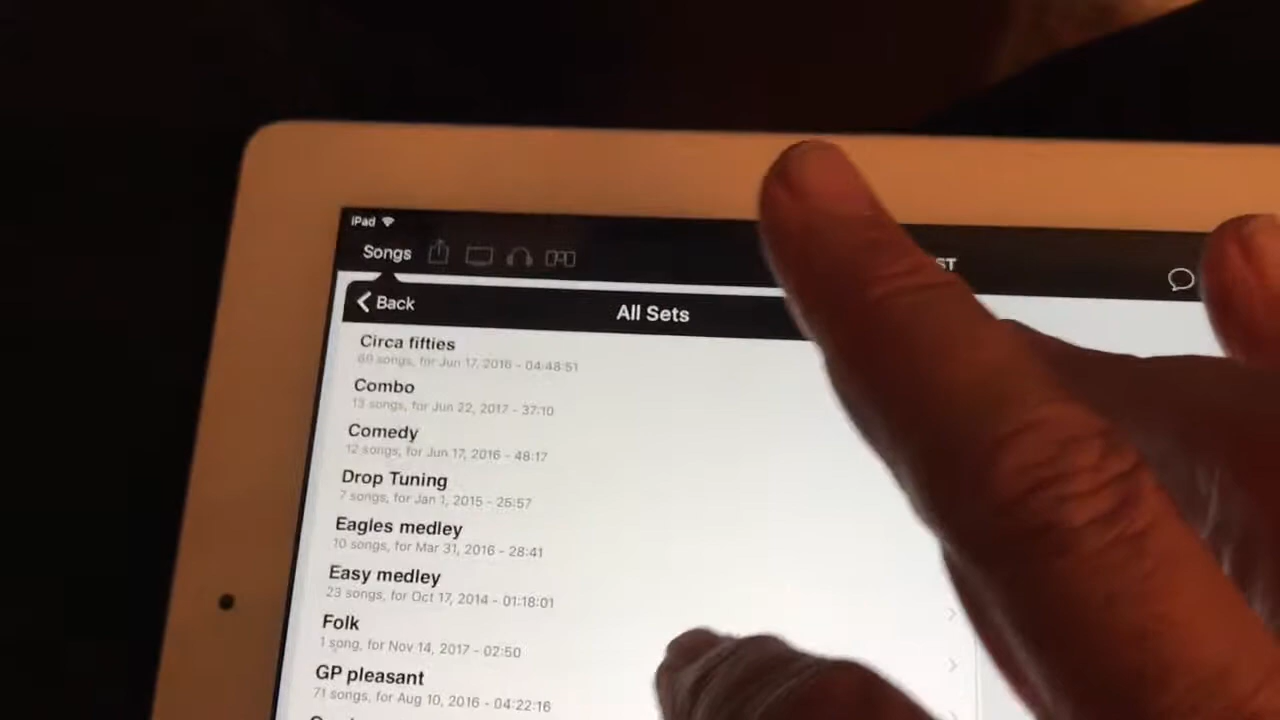 iPad
Songs
ST
Back
All Sets
Circa fifties
69 songs, for Jun 17, 2016 - 04:48:51
Combo
13 songs, for Jun 22, 2017 - 37:10
Comedy
12 songs, for Jun 17, 2016 - 48:17
Drop Tuning
7 songs, for Jan 1, 2015 - 25:57
Eagles medley
10 songs, for Mar 31, 2016 - 28:41
Easy medley
23 songs, for Oct 17, 2014 - 01:18:01
Folk
1 song, for Nov 14, 2017 - 02:50
GP pleasant
71 songs, for Aug 10, 2016 - 04:22:16